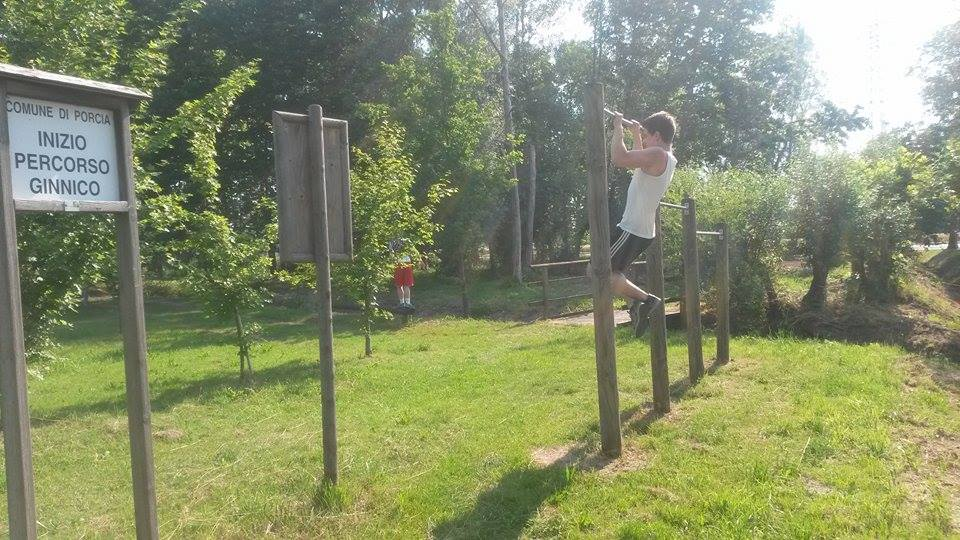 COMUNE DI PORCIA
INIZIO
PERCORSO
GINNICO